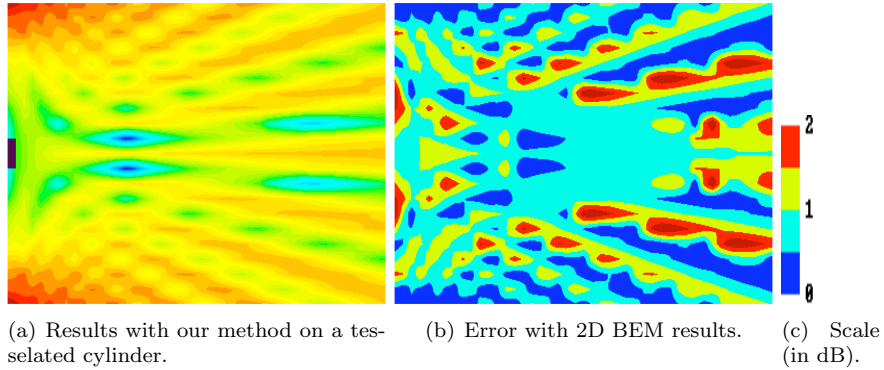 2
1
0
(a) Results with our method on a tes-
selated cylinder.
(b) Error with 2D BEM results.
(c) Scale
(in dB).